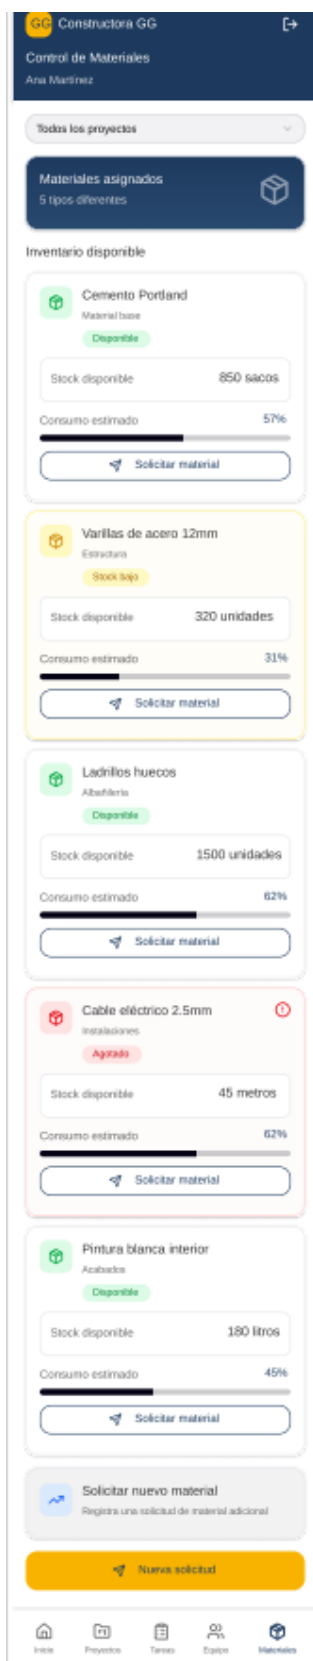 GG Constructora GG
Control de Materiales
Ana Martínez
Todos los proyectos
Materiales asignados
5 tipos diferentes
Inventario disponible
Cemento Portland
Material base
Disponible
Stock disponible 850 sacos
Consumo estimado 57%
Solicitar material
Varillas de acero 12mm
Estructura
Stock bajo
Stock disponible 320 unidades
Consumo estimado 31%
Solicitar material
Ladrillos huecos
Albañilería
Disponible
Stock disponible 1500 unidades
Consumo estimado 62%
Solicitar material
Cable eléctrico 2.5mm
Instalaciones
Agotado
Stock disponible 45 metros
Consumo estimado 62%
Solicitar material
Pintura blanca interior
Acabados
Disponible
Stock disponible 180 litros
Consumo estimado 45%
Solicitar material
Solicitar nuevo material
Registra una solicitud de material adicional
Nueva solicitud
Inicio Proyectos Tareas Equipo Materiales